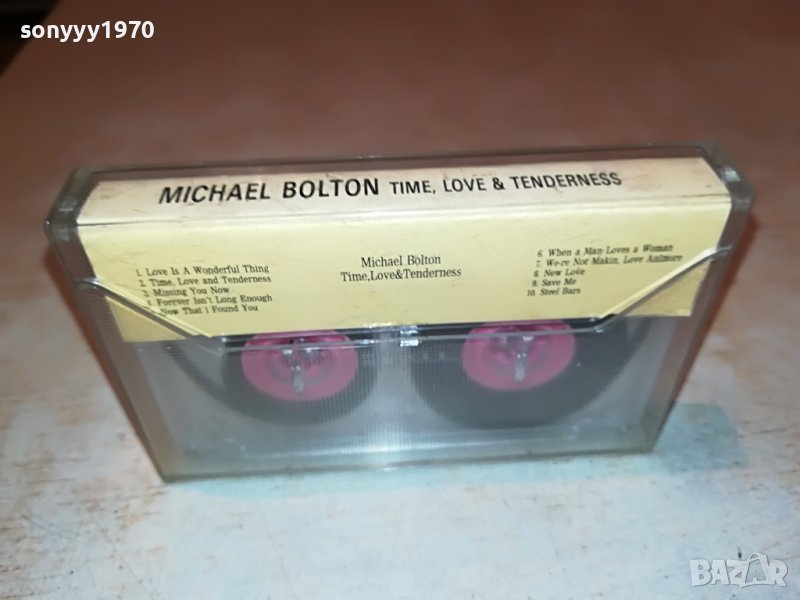 sonyyy1970
MICHAEL BOLTON TIME, LOVE & TENDERNESS
1. Love Is A Wonderful Thing
2. Time, Love and Tenderness
3. Missing You Now
4. Forever Isn't Long Enough
Now That i Found You
Michael Bolton
Time,Love&Tenderness
6. When a Man Loves a Woman
7. We-re Not Makin, Love Anlmore
8. New Love
9. Save Me
10. Steel Bars
BAZAR